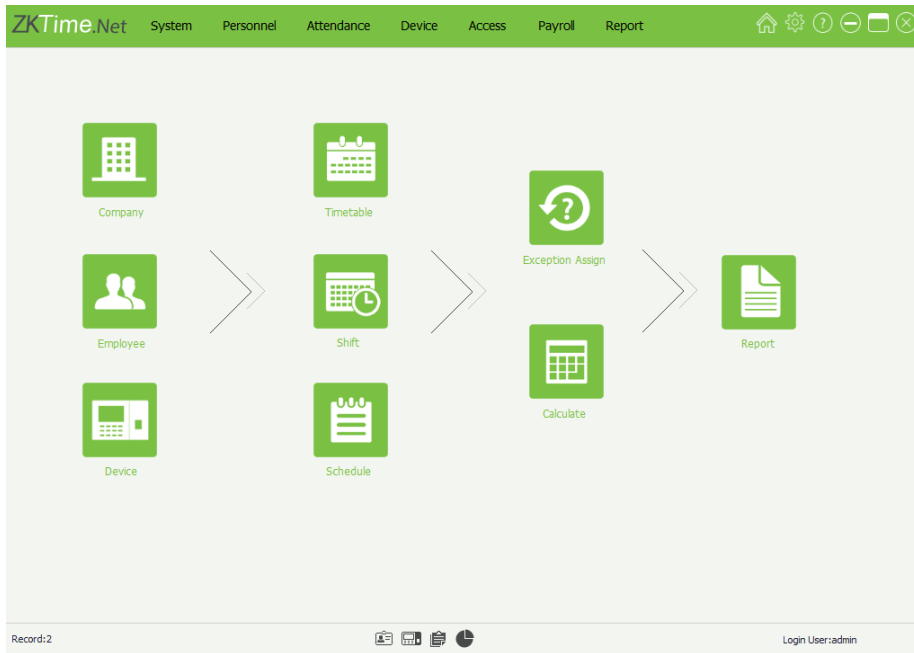 ZKTime.Net System Personnel Attendance Device Access Payroll Report
Company
Timetable
Exception Assign
Employee
Shift
Report
Calculate
Device
Schedule
Record:2
Login User:admin